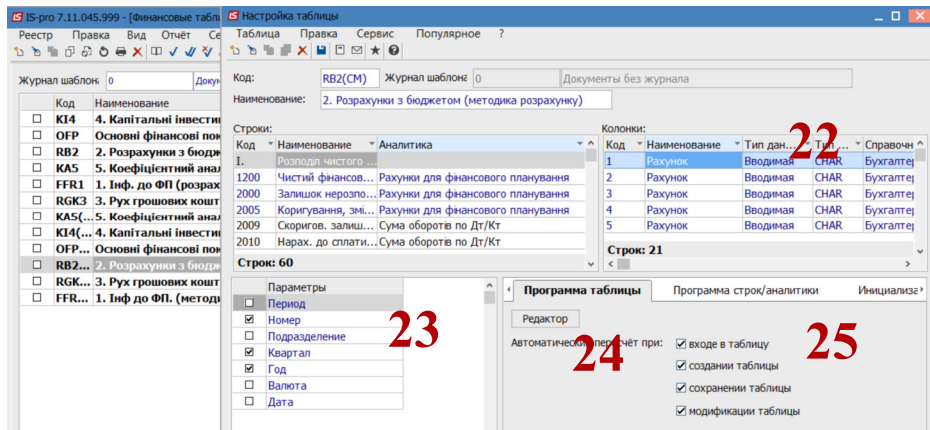 IS-pro 7.11.045.999 - [Финансовые табл
Реестр Правка Вид Отчёт Се
Журнал шаблон 0 Докум
Код Наименование
KI4 4. Капітальні інвести
OFP Основні фінансові пок
RB2 2. Розрахунки з бюдж
KA5 5. Коефіцієнтний анал
FFR1 1. Інф. до ФП (розрах
RGK3 3. Рух грошових кошт
KA5(... 5. Коефіцієнтний анал
KI4(... 4. Капітальні інвести
OFP... Основні фінансові пок
RB2... 2. Розрахунки з бюдж
RGK... 3. Рух грошових кошт
FFR... 1. Інф до ФП. (методи
Настройка таблицы
Таблица Правка Сервис Популярное ?
Код: RB2(CM) Журнал шаблона 0 Документы без журнала
Наименование: 2. Розрахунки з бюджетом (методика розрахунку)
Строки:
Код Наименование Аналитика
I. Розподіл чистого ...
1200 Чистий фінансов... Рахунки для фінансового планування
2000 Залишок нерозпо... Рахунки для фінансового планування
2005 Коригування, змі... Рахунки для фінансового планування
2009 Скоригов. залиш... Сума оборотів по Дт/Кт
2010 Нарах. до сплати... Сума оборотів по Дт/Кт
Строк: 60
Колонки:
Код Наименование Тип дан... Тип ... Справочн
1 Рахунок Вводимая CHAR Бухгалтер
2 Рахунок Вводимая CHAR Бухгалтер
3 Рахунок Вводимая CHAR Бухгалтер
4 Рахунок Вводимая CHAR Бухгалтер
5 Рахунок Вводимая CHAR Бухгалтер
Строк: 21
22
Параметры
Период
Номер
Подразделение
Квартал
Год
Валюта
Дата
23
Программа таблицы Программа строк/аналитики Инициализа
Редактор
Автоматический пересчёт при: входе в таблицу
создании таблицы
сохранении таблицы
модификации таблицы
24
25